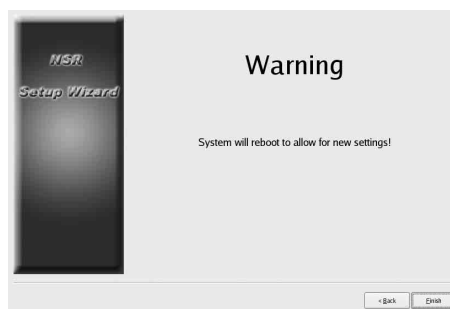 NSR
Setup Wizard
Warning
System will reboot to allow for new settings!
< Back
Finish